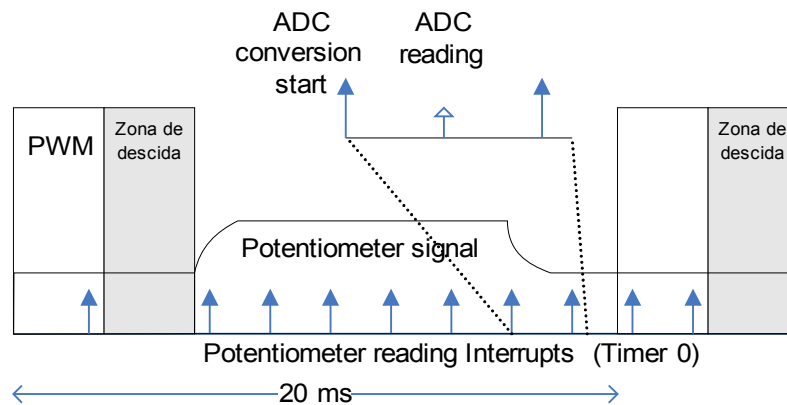 ADC
conversion
start
ADC
reading
PWM
Zona de
descida
Zona de
descida
Potentiometer signal
Potentiometer reading Interrupts (Timer 0)
20 ms